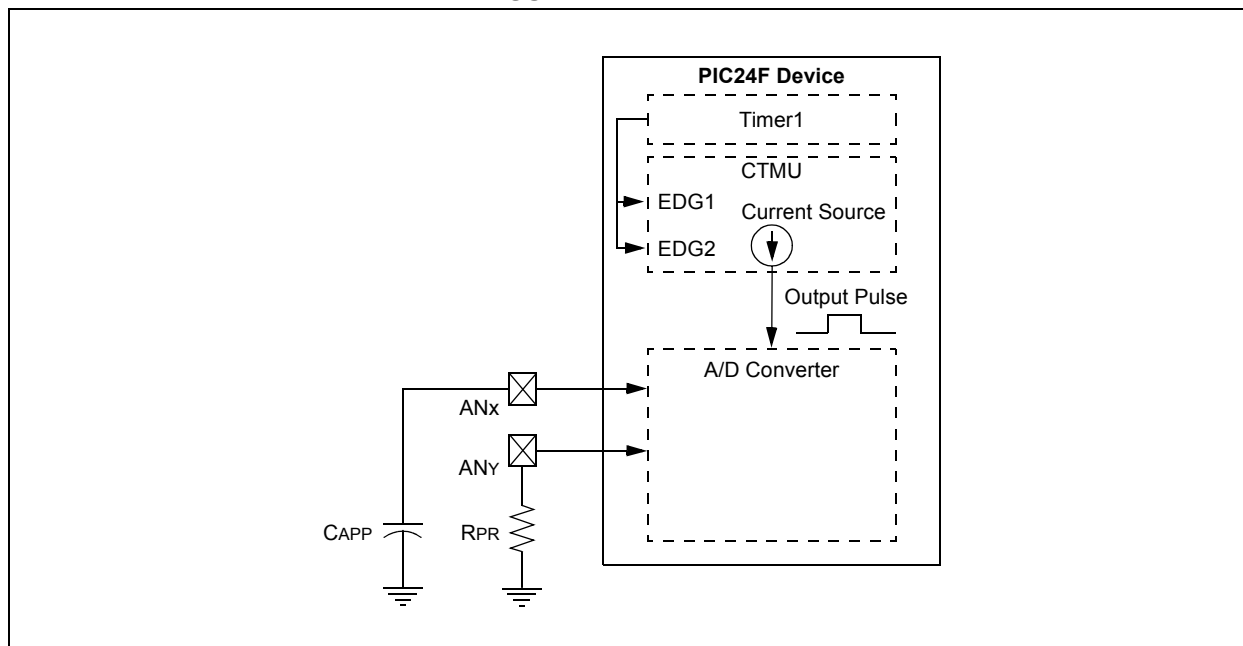 PIC24F Device
Timer1
CTMU
EDG1
Current Source
EDG2
Output Pulse
A/D Converter
ANX
ANY
CAPP
RPR